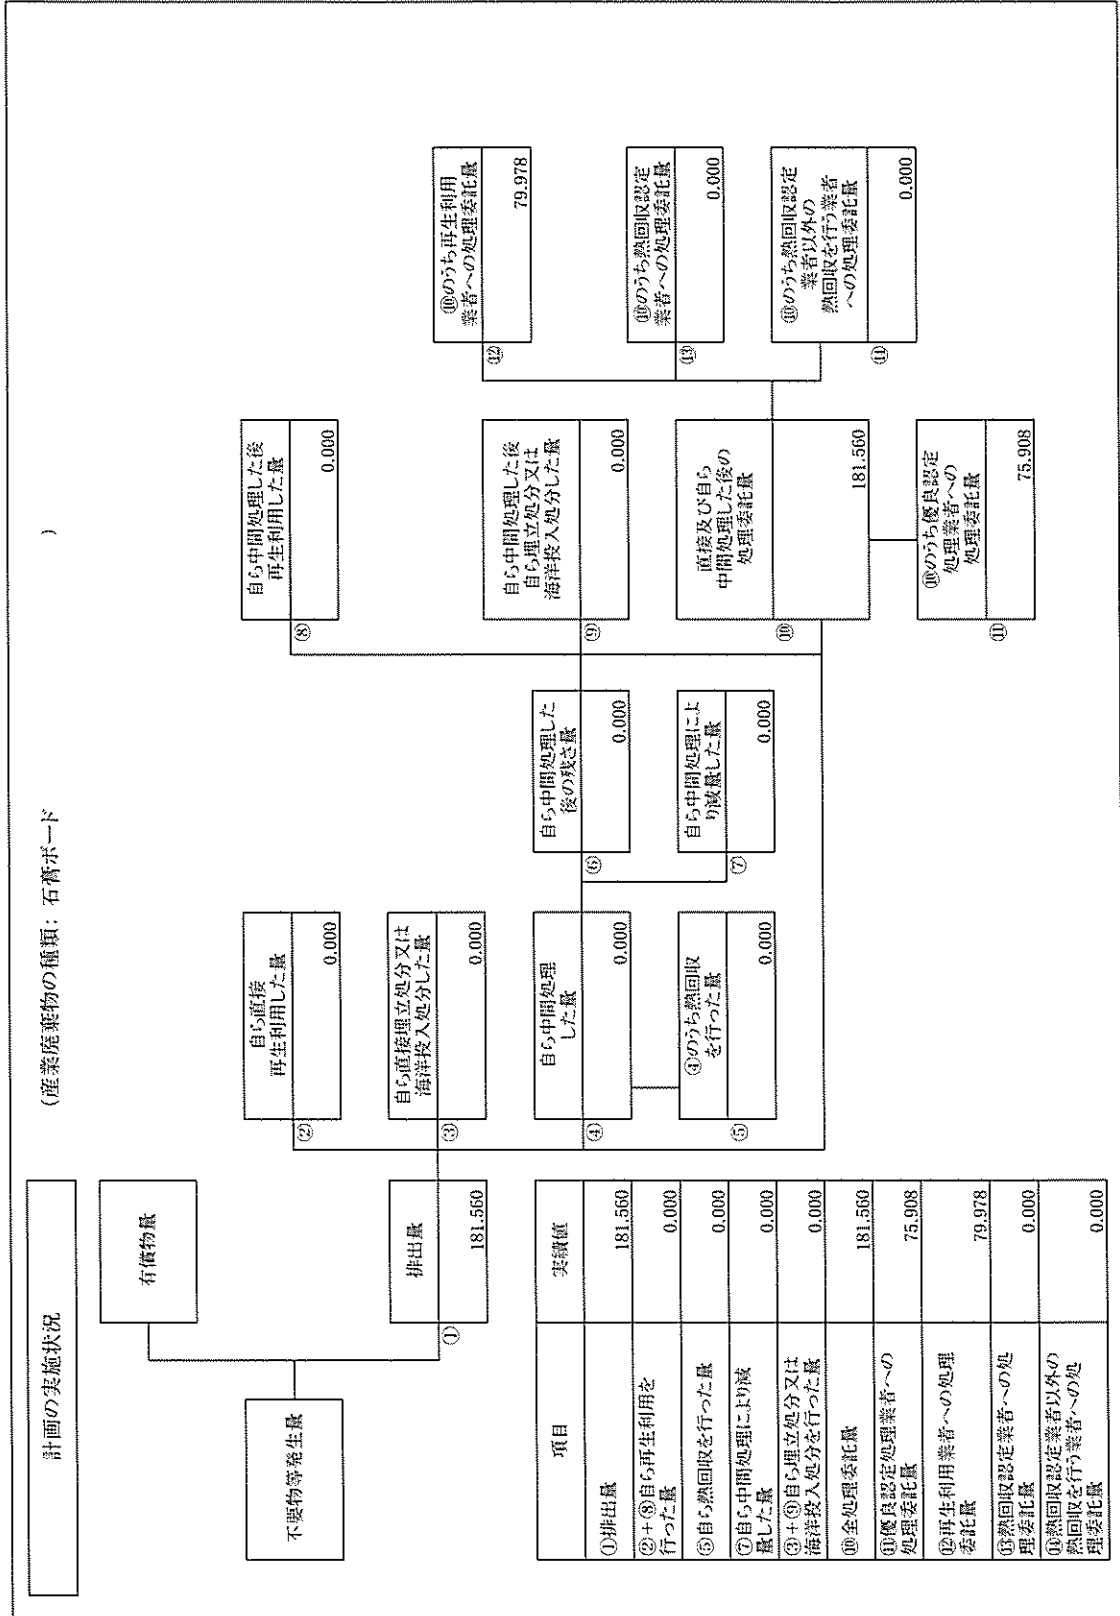 計画の実施状況
(産業廃棄物の種類: 石膏ボード
)
不要物等発生量
有償物量
①
排出量
181.560
②
自ら直接
再生利用した量
0.000
③
自ら直接埋立処分又は
海洋投入処分した量
0.000
④
自ら中間処理
した量
0.000
⑤
④のうち熱回収
を行った量
0.000
⑥
自ら中間処理した
後の残さ量
0.000
⑦
自ら中間処理によ
り減量した量
0.000
⑧
自ら中間処理した後
再生利用した量
0.000
⑨
自ら中間処理した後
自ら埋立処分又は
海洋投入処分した量
0.000
⑩
直接及び自ら
中間処理した後の
処理委託量
181.560
⑪
⑩のうち優良認定
処理業者への
処理委託量
75.908
⑫
⑩のうち再生利用
業者への処理委託量
79.978
⑬
⑩のうち熱回収認定
業者への処理委託量
0.000
⑭
⑩のうち熱回収認定
業者以外の
熱回収を行う業者
への処理委託量
0.000
項目 実績値
①排出量 181.560
②+⑧自ら再生利用を
行った量 0.000
⑤自ら熱回収を行った量 0.000
⑦自ら中間処理により減
量した量 0.000
③+⑨自ら埋立処分又は
海洋投入処分を行った量 0.000
⑩全処理委託量 181.560
⑪優良認定処理業者への
処理委託量 75.908
⑫再生利用業者への処理
委託量 79.978
⑬熱回収認定業者への処
理委託量 0.000
⑭熱回収認定業者以外の
熱回収を行う業者への処
理委託量 0.000